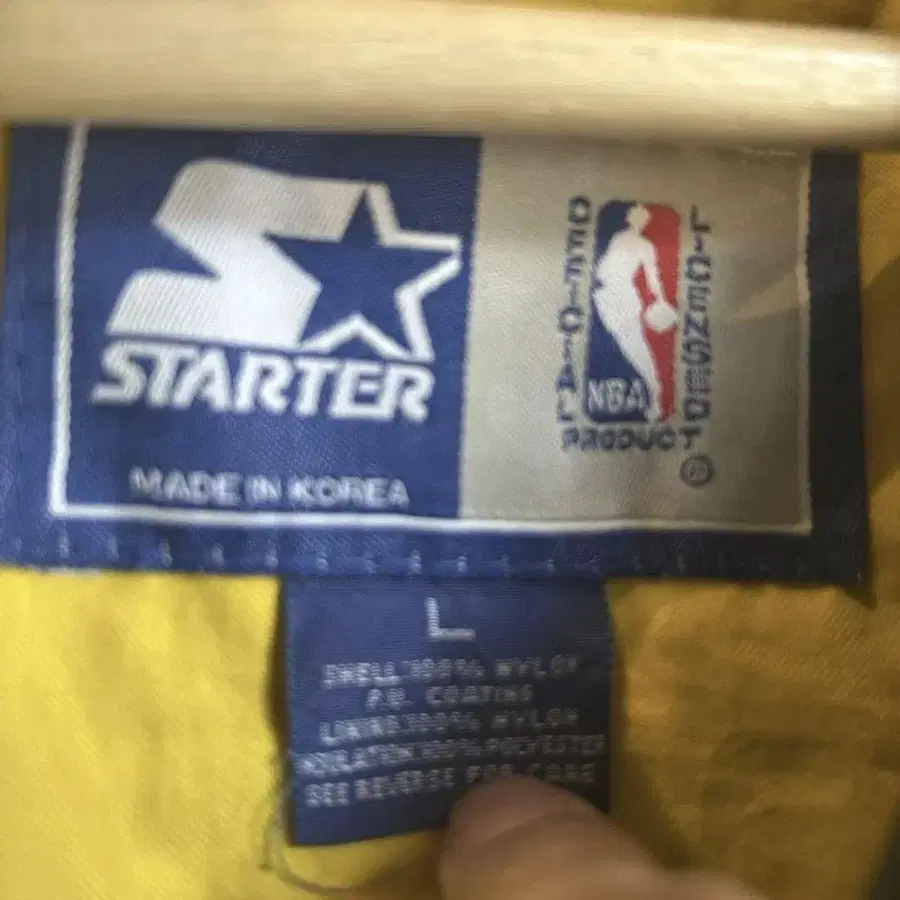 STARTER
MADE IN KOREA
OFFICIAL
LICENSED
NBA
PRODUCT
®
L
SHELL 100% NYLON
P.U. COATING
LINING 100% NYLON
INSULATION 100% POLYESTER
SEE REVERSE FOR CARE